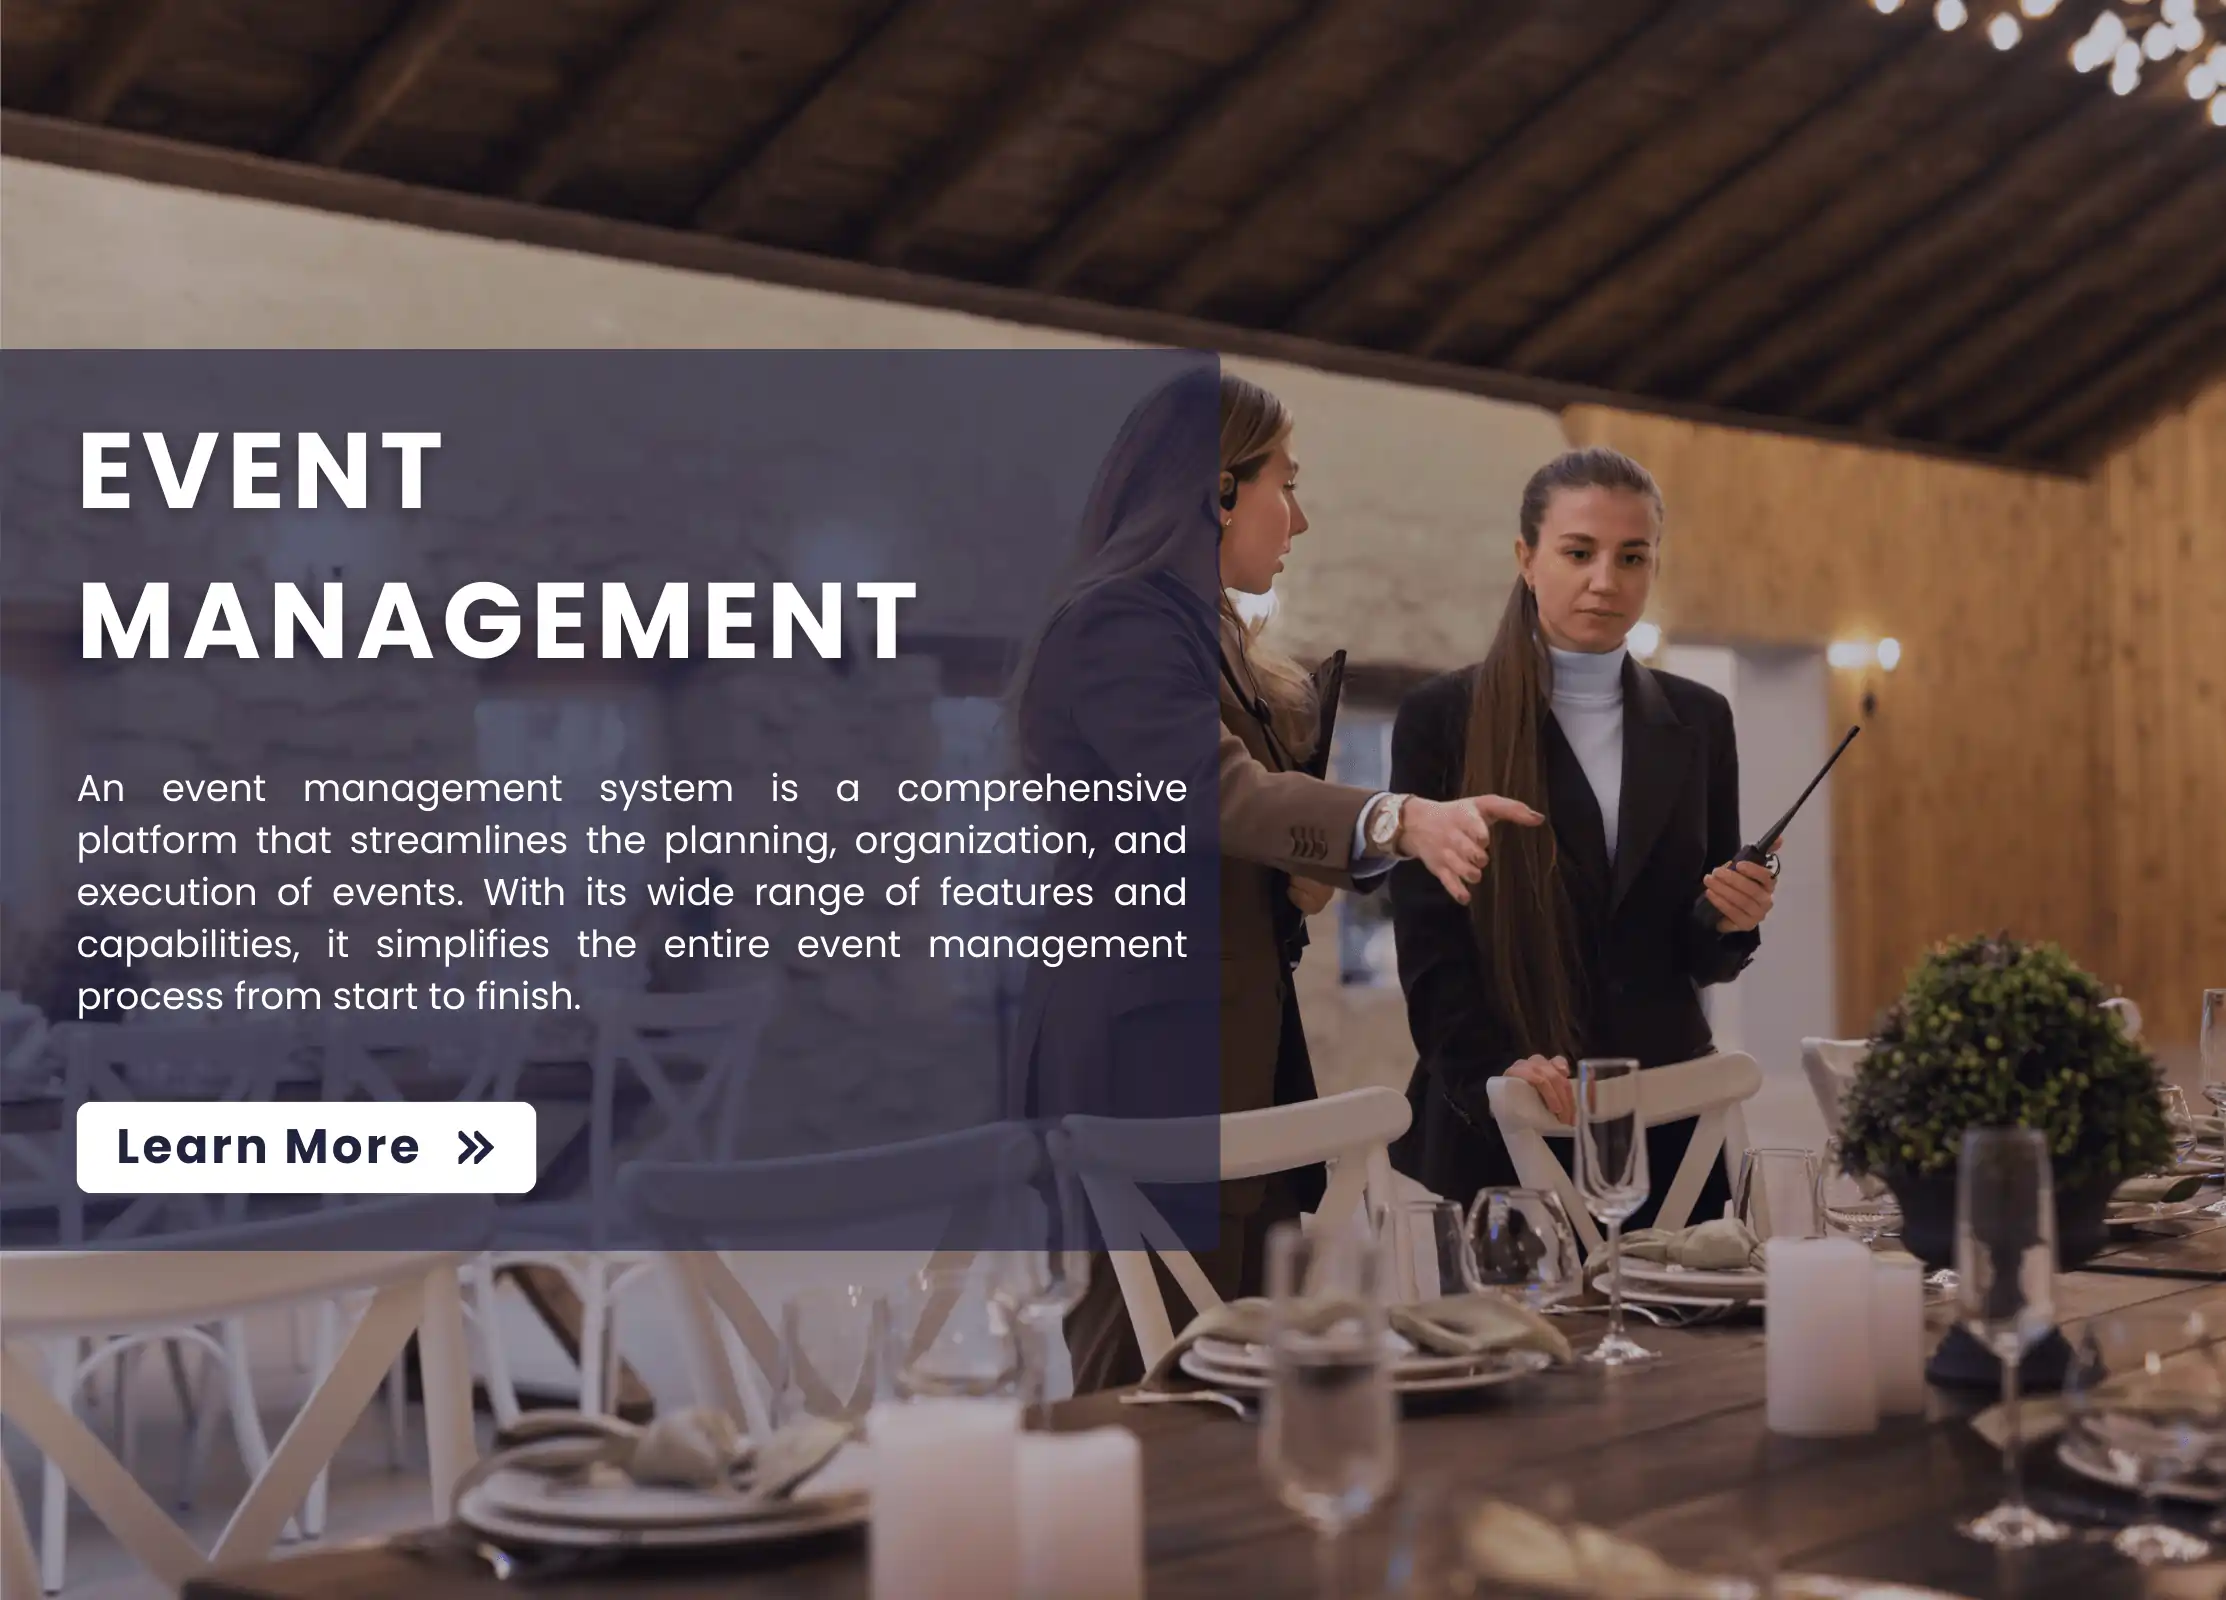 EVENT
MANAGEMENT
An event management system is a comprehensive
platform that streamlines the planning, organization, and
execution of events. With its wide range of features and
capabilities, it simplifies the entire event management
process from start to finish.
Learn More »